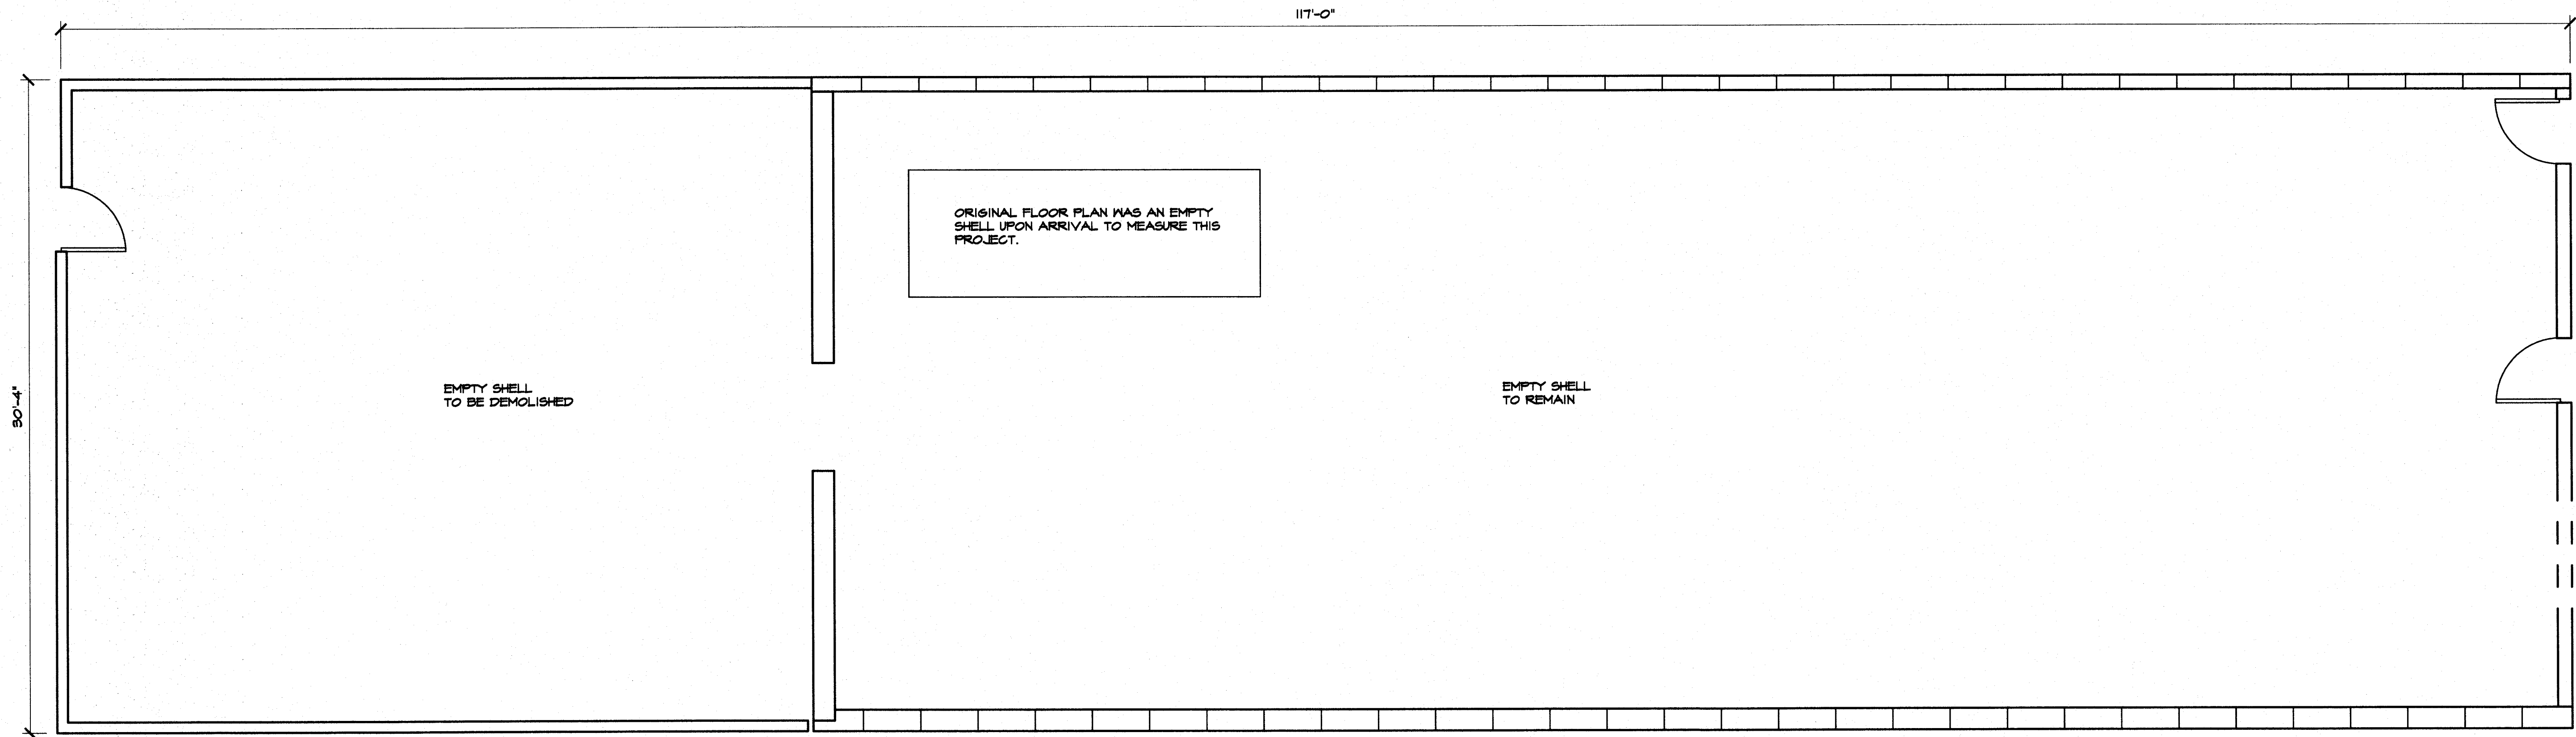 117'-0"
ORIGINAL FLOOR PLAN WAS AN EMPTY
SHELL UPON ARRIVAL TO MEASURE THIS
PROJECT.
EMPTY SHELL
TO BE DEMOLISHED
EMPTY SHELL
TO REMAIN
30'-4"